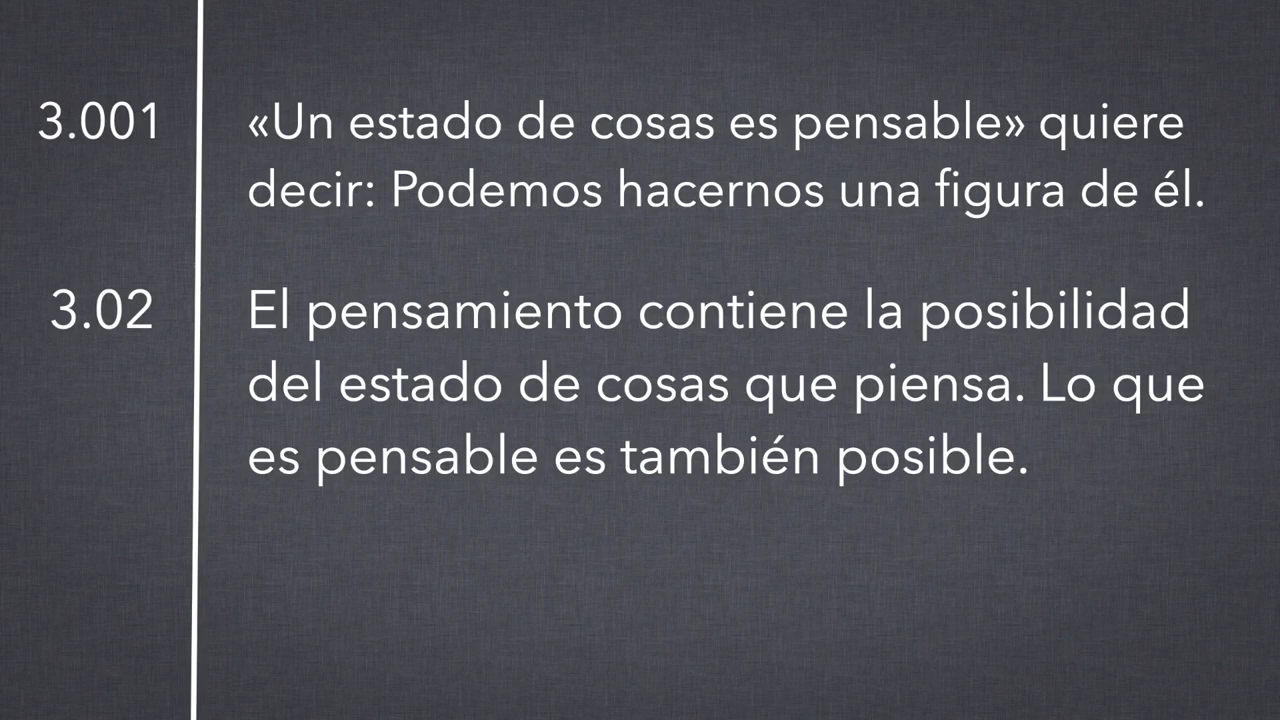 3.001 «Un estado de cosas es pensable» quiere
decir: Podemos hacernos una figura de él.
3.02 El pensamiento contiene la posibilidad
del estado de cosas que piensa. Lo que
es pensable es también posible.